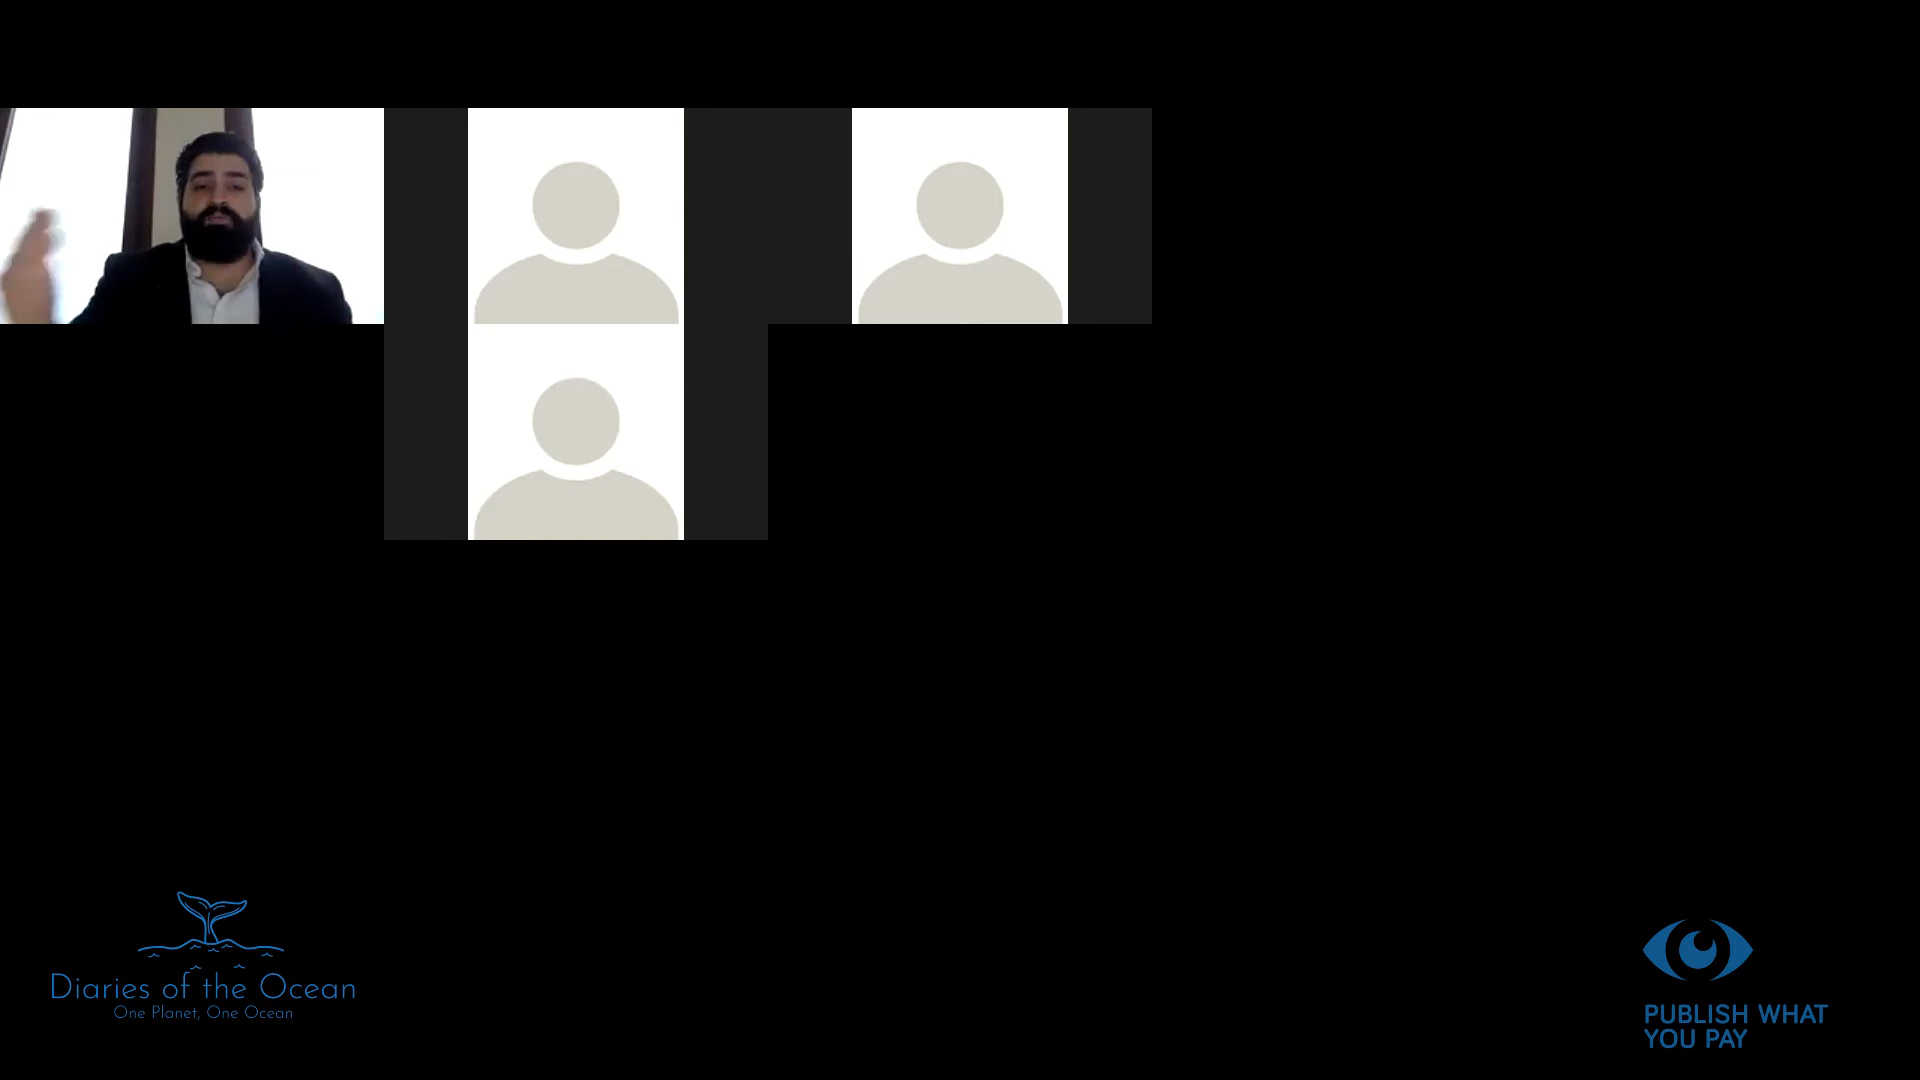 Diaries of the Ocean
One Planet, One Ocean
PUBLISH WHAT
YOU PAY